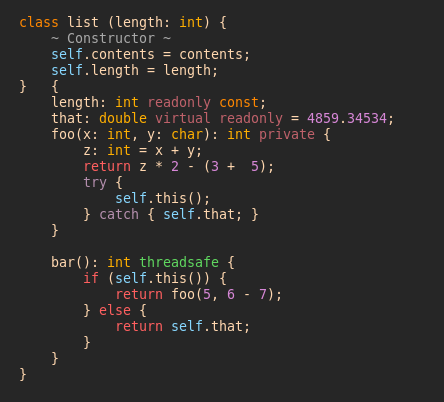 class list (length: int) {
    ~ Constructor ~
    self.contents = contents;
    self.length = length;
}   {
    length: int readonly const;
    that: double virtual readonly = 4859.34534;
    foo(x: int, y: char): int private {
        z: int = x + y;
        return z * 2 - (3 +  5);
        try {
            self.this();
        } catch { self.that; }
    }

    bar(): int threadsafe {
        if (self.this()) {
            return foo(5, 6 - 7);
        } else {
            return self.that;
        }
    }
}